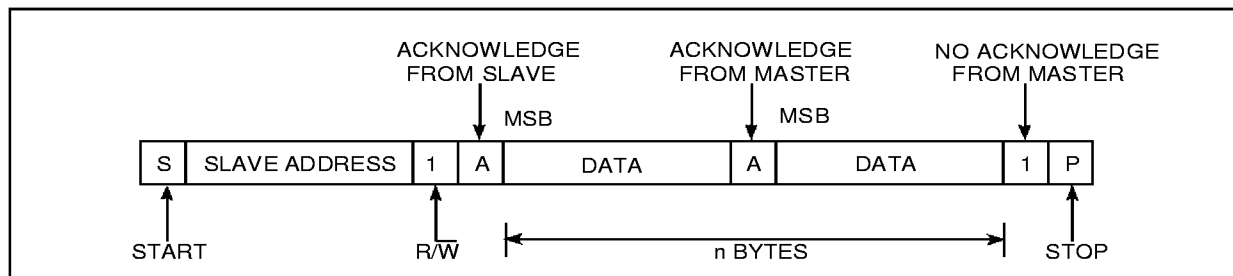 ACKNOWLEDGE
FROM SLAVE
ACKNOWLEDGE
FROM MASTER
NO ACKNOWLEDGE
FROM MASTER
MSB
MSB
S
SLAVE ADDRESS
1
A
DATA
A
DATA
1
P
START
R/W̅
n BYTES
STOP